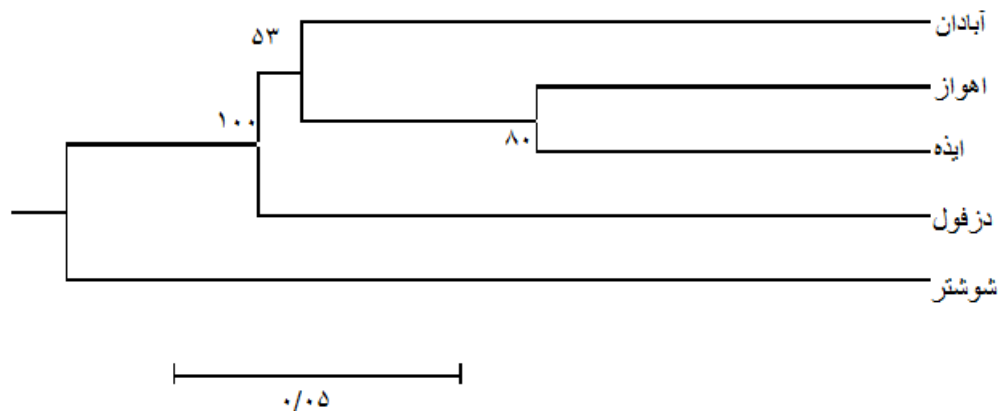 آبادان
۵۳
اهواز
۱۰۰
۸۰
ایذه
دزفول
شوشتر
۰/۰۵